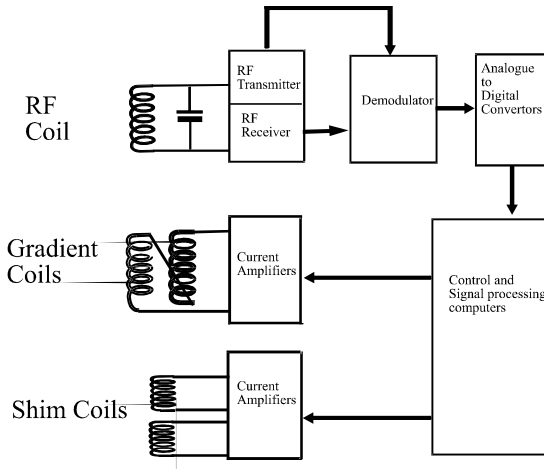 RF
Coil
RF
Transmitter
RF
Receiver
Demodulator
Analogue
to
Digital
Convertors
Gradient
Coils
Current
Amplifiers
Control and
Signal processing
computers
Shim Coils
Current
Amplifiers